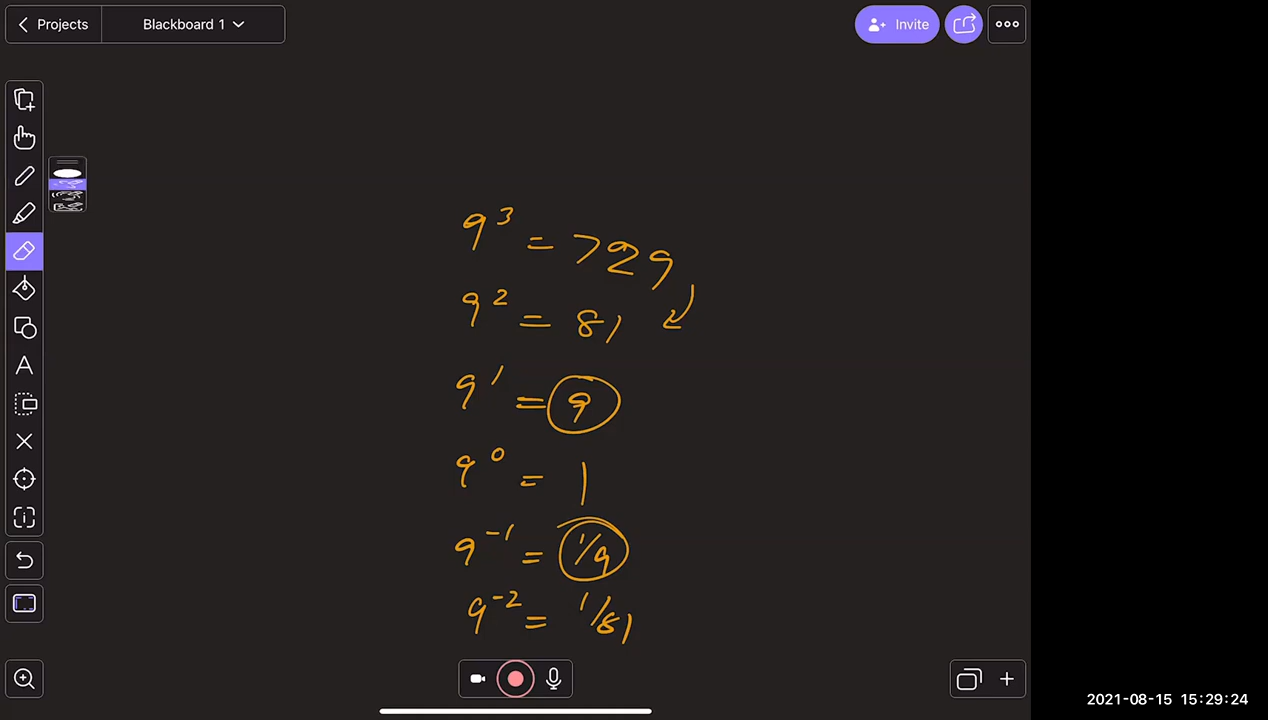 Projects
Blackboard 1
Invite
9³ = 729
9² = 81
9¹ = 9
9⁰ = 1
9⁻¹ = 1/9
9⁻² = 1/81
2021-08-15 15:29:24